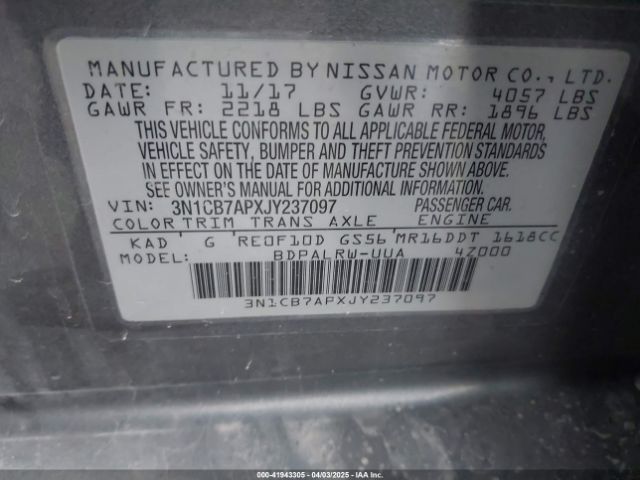 MANUFACTURED BY NISSAN MOTOR CO., LTD.
DATE: 11/17 GVWR: 4057 LBS
GAWR FR: 2218 LBS GAWR RR: 1896 LBS
THIS VEHICLE CONFORMS TO ALL APPLICABLE FEDERAL MOTOR
VEHICLE SAFETY, BUMPER AND THEFT PREVENTION STANDARDS
IN EFFECT ON THE DATE OF MANUFACTURE SHOWN ABOVE.
SEE OWNER'S MANUAL FOR ADDITIONAL INFORMATION.
VIN: 3N1CB7APXJY237097 PASSENGER CAR.
COLOR TRIM TRANS AXLE ENGINE
KAD G RE0F10D GS56 MR16DDT 1618CC
MODEL: BDPALRW-UUA 4Z000
3N1CB7APXJY237097
000-41943305 - 04/03/2025 - IAA Inc.